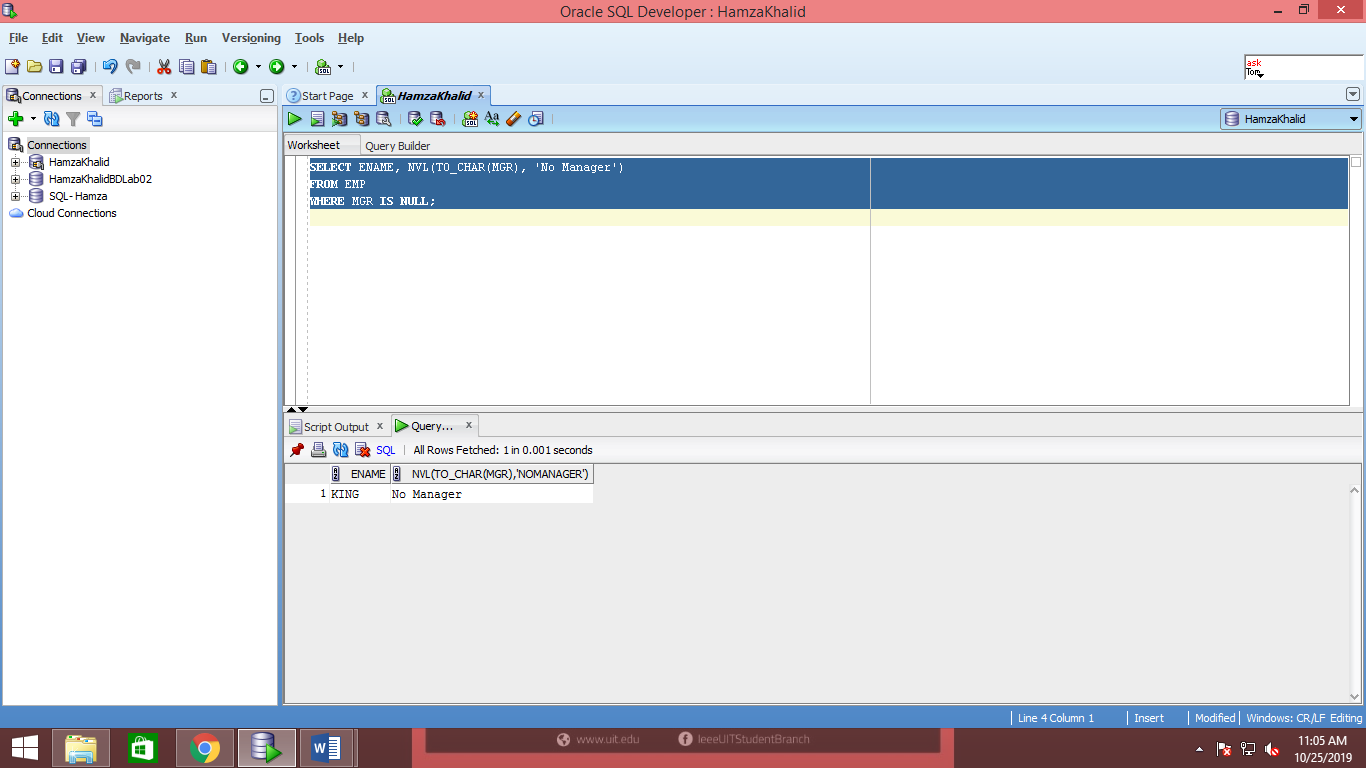 Oracle SQL Developer : HamzaKhalid
File Edit View Navigate Run Versioning Tools Help
ask
Tom
Connections x Reports x
Start Page x HamzaKhalid x
HamzaKhalid
Worksheet Query Builder
Connections
HamzaKhalid
HamzaKhalidBDLab02
SQL- Hamza
Cloud Connections
SELECT ENAME, NVL(TO_CHAR(MGR), 'No Manager')
FROM EMP
WHERE MGR IS NULL;
Script Output x Query... x
SQL | All Rows Fetched: 1 in 0.001 seconds
ENAME NVL(TO_CHAR(MGR),'NOMANAGER')
1 KING No Manager
Line 4 Column 1 | Insert | Modified | Windows: CR/LF Editing
www.uit.edu IeeeUITStudentBranch
11:05 AM
10/25/2019